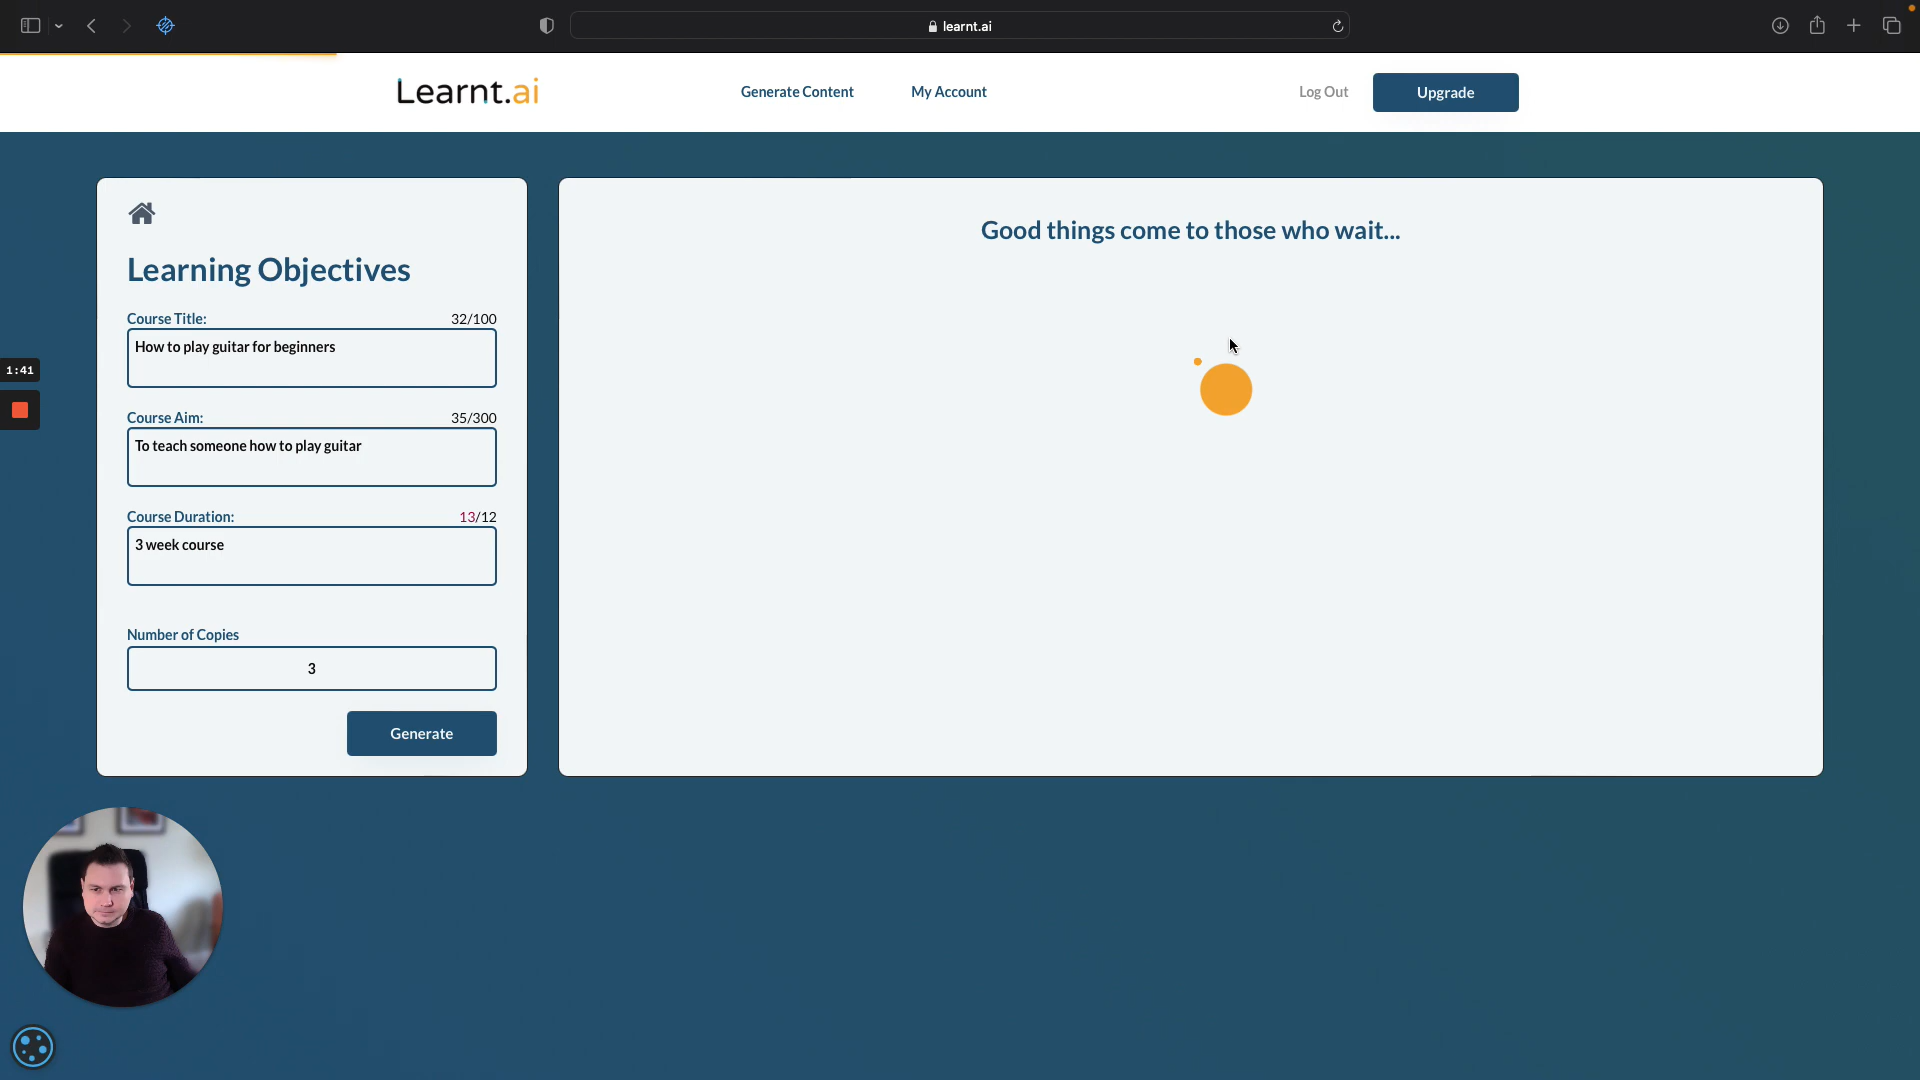 learnt.ai
Learnt.ai
Generate Content
My Account
Log Out
Upgrade
Learning Objectives
Course Title:
32/100
How to play guitar for beginners
Course Aim:
35/300
To teach someone how to play guitar
Course Duration:
13/12
3 week course
Number of Copies
3
Generate
Good things come to those who wait...
1:41